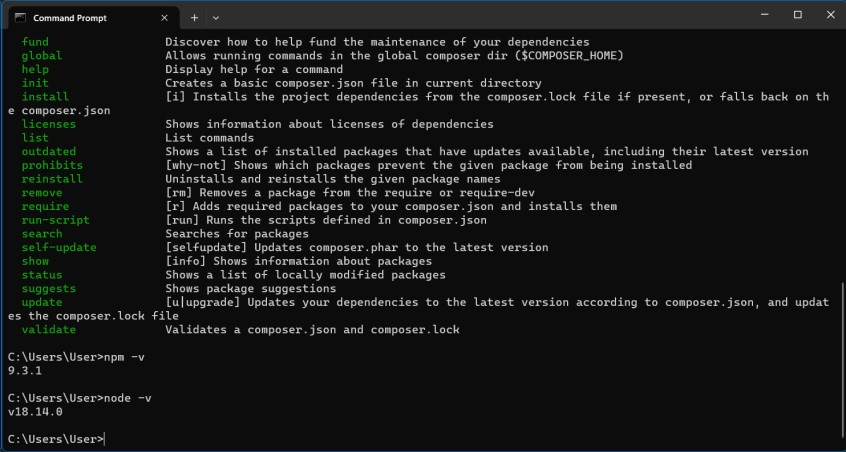 Command Prompt
fund Discover how to help fund the maintenance of your dependencies
global Allows running commands in the global composer dir ($COMPOSER_HOME)
help Display help for a command
init Creates a basic composer.json file in current directory
install [i] Installs the project dependencies from the composer.lock file if present, or falls back on th
e composer.json
licenses Shows information about licenses of dependencies
list List commands
outdated Shows a list of installed packages that have updates available, including their latest version
prohibits [why-not] Shows which packages prevent the given package from being installed
reinstall Uninstalls and reinstalls the given package names
remove [rm] Removes a package from the require or require-dev
require [r] Adds required packages to your composer.json and installs them
run-script [run] Runs the scripts defined in composer.json
search Searches for packages
self-update [selfupdate] Updates composer.phar to the latest version
show [info] Shows information about packages
status Shows a list of locally modified packages
suggests Shows package suggestions
update [u|upgrade] Updates your dependencies to the latest version according to composer.json, and updat
es the composer.lock file
validate Validates a composer.json and composer.lock
C:\Users\User>npm -v
9.3.1
C:\Users\User>node -v
v18.14.0
C:\Users\User>